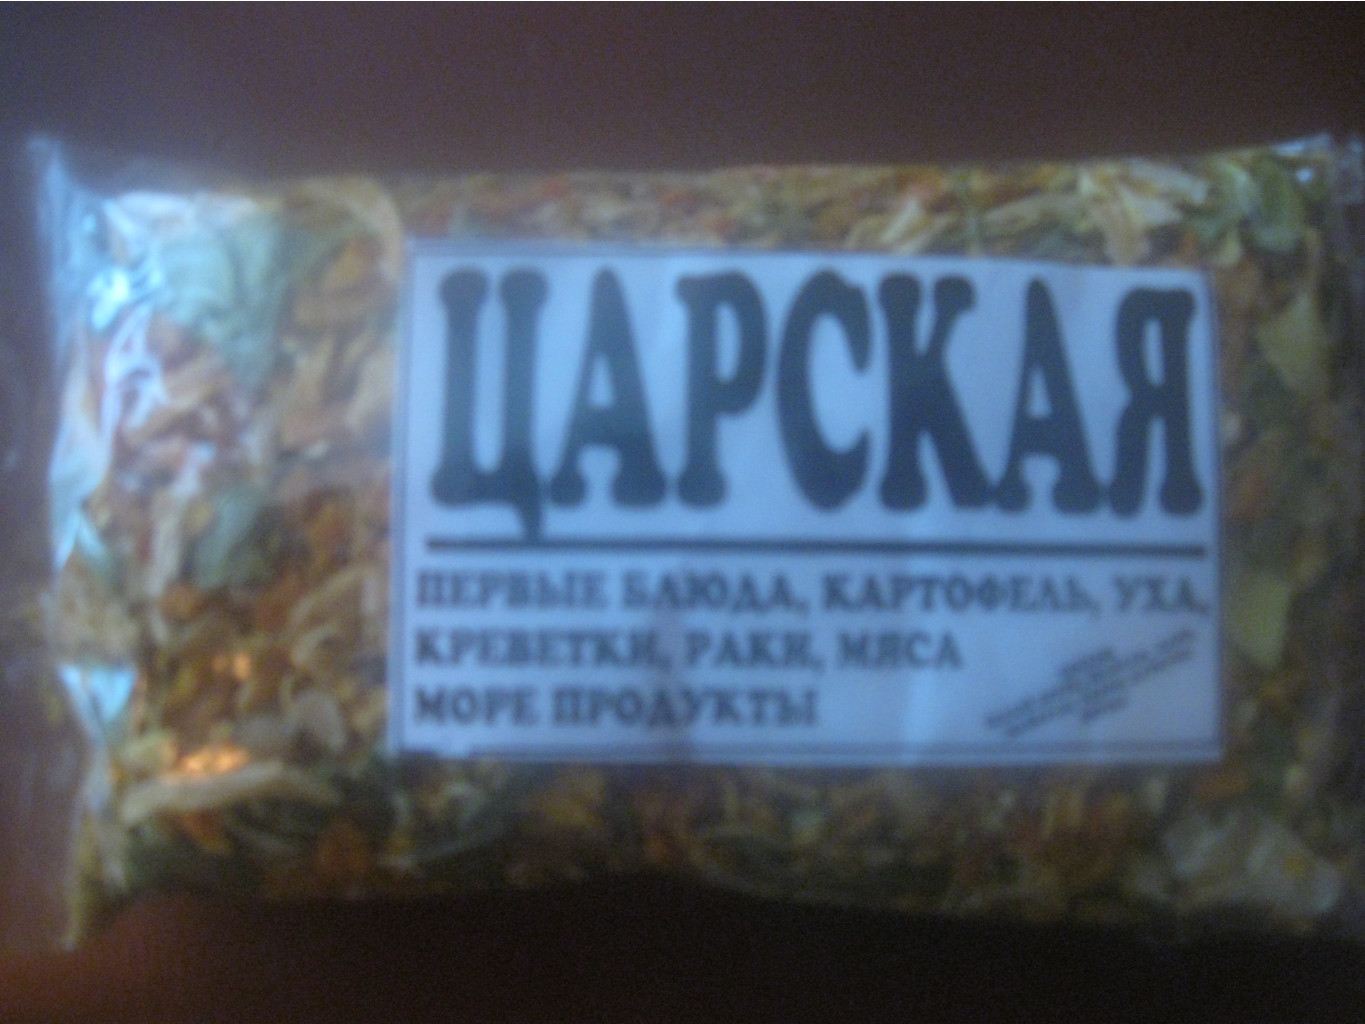 ЦАРСКАЯ
ПЕРВЫЕ БЛЮДА, КАРТОФЕЛЬ, УХА,
КРЕВЕТКИ, РАКИ, МЯСА
МОРЕ ПРОДУКТЫ